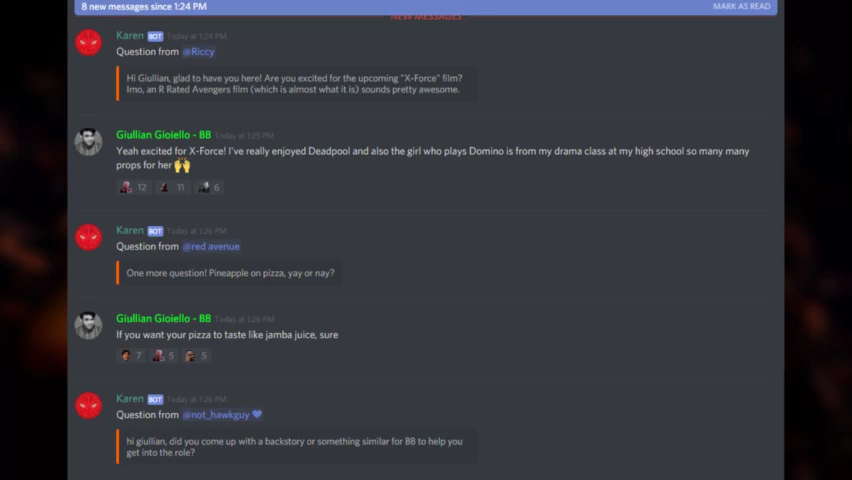 8 new messages since 1:24 PM
MARK AS READ
NEW MESSAGES
Karen BOT Today at 1:24 PM
Question from @Riccy
Hi Giullian, glad to have you here! Are you excited for the upcoming "X-Force" film?
Imo, an R Rated Avengers film (which is almost what it is) sounds pretty awesome.
Giullian Gioiello - BB Today at 1:25 PM
Yeah excited for X-Force! I've really enjoyed Deadpool and also the girl who plays Domino is from my drama class at my high school so many many
props for her 🙌
12 11 6
Karen BOT Today at 1:26 PM
Question from @red avenue
One more question! Pineapple on pizza, yay or nay?
Giullian Gioiello - BB Today at 1:26 PM
If you want your pizza to taste like jamba juice, sure
7 5 5
Karen BOT Today at 1:26 PM
Question from @not_hawkguy 💙
hi giullian, did you come up with a backstory or something similar for BB to help you
get into the role?